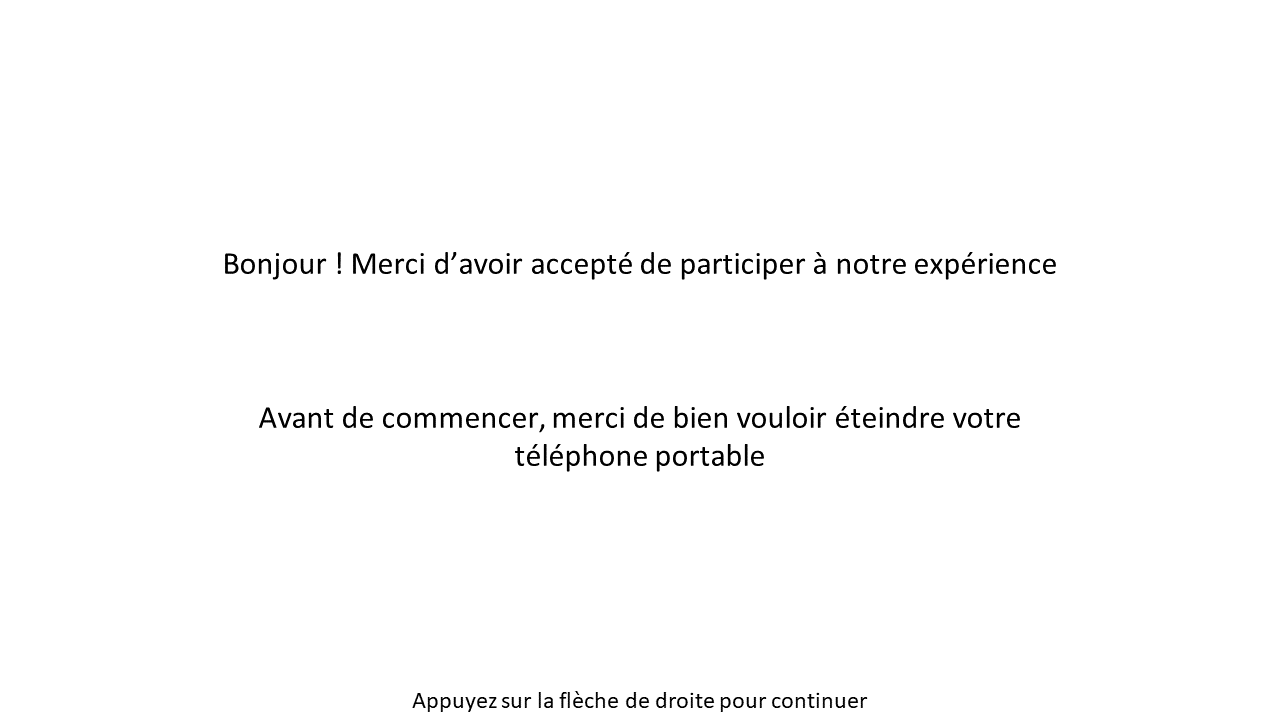 Bonjour ! Merci d’avoir accepté de participer à notre expérience
Avant de commencer, merci de bien vouloir éteindre votre
téléphone portable
Appuyez sur la flèche de droite pour continuer